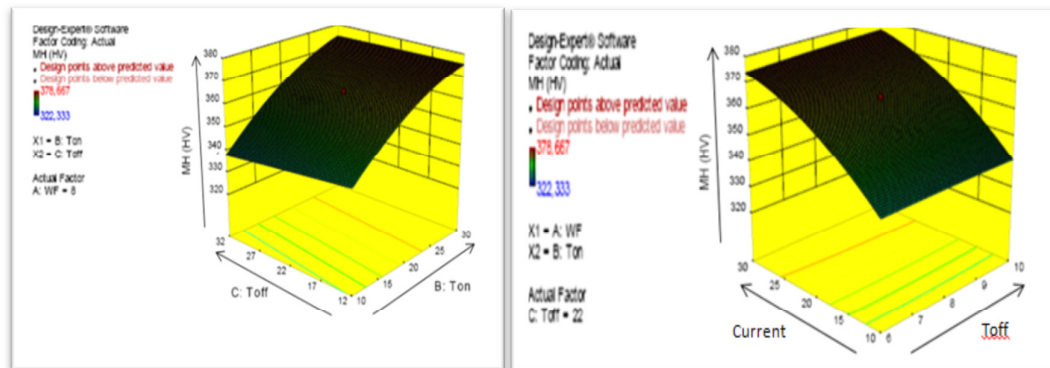 Design-Expert® Software
Factor Coding: Actual
MH (HV)
Design points above predicted value
Design points below predicted value
378,667
322,333
X1 = B: Ton
X2 = C: Toff
Actual Factor
A: WF = 8
MH (HV)
380
370
360
350
340
330
320
32
27
22
17
12
10
15
20
25
30
C: Toff
B: Ton
Design-Expert® Software
Factor Coding: Actual
MH (HV)
Design points above predicted value
Design points below predicted value
378,667
322,333
X1 = A: WF
X2 = B: Ton
Actual Factor
C: Toff = 22
MH (HV)
380
370
360
350
340
330
320
30
25
20
15
10
6
7
8
9
10
Current
Toff